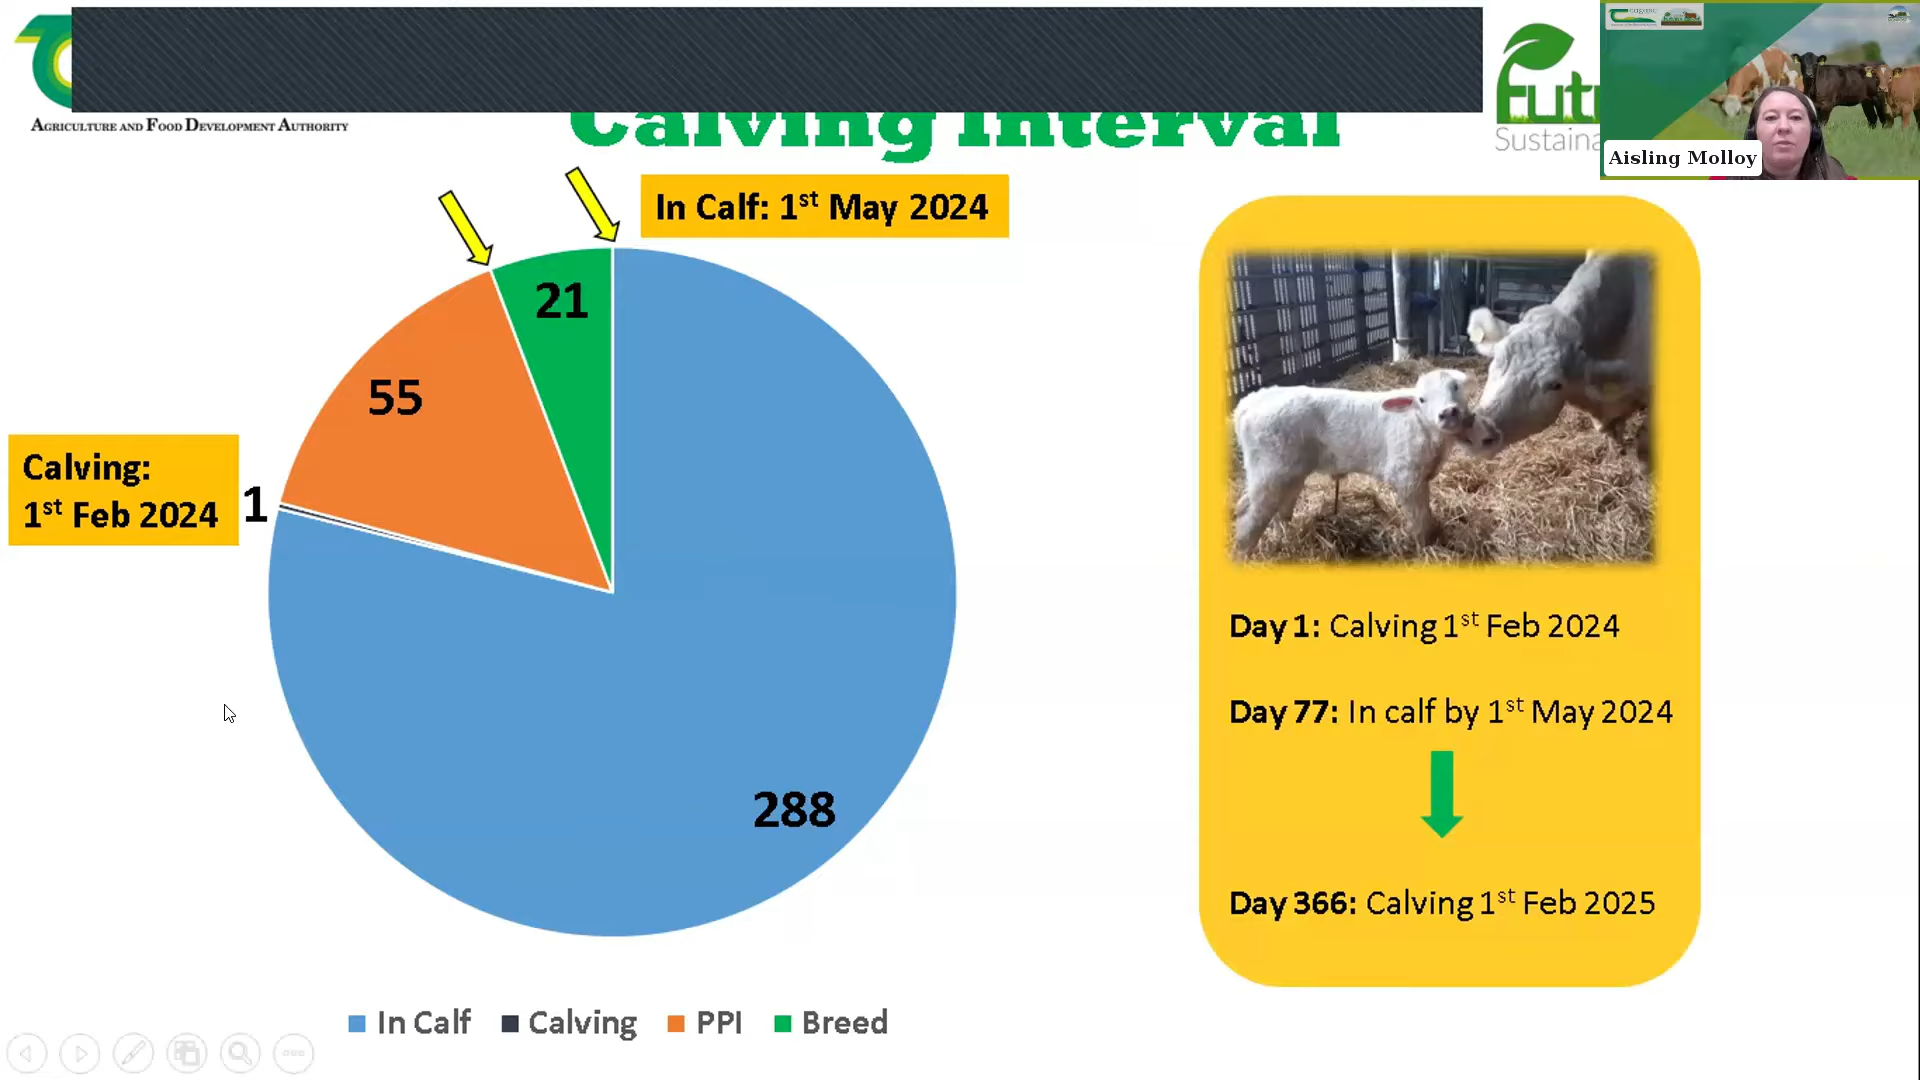 AGRICULTURE AND FOOD DEVELOPMENT AUTHORITY
Calving Interval
Sustaina
Aisling Molloy
In Calf: 1st May 2024
21
55
Calving:
1st Feb 2024
1
288
In Calf
Calving
PPI
Breed
Day 1: Calving 1st Feb 2024
Day 77: In calf by 1st May 2024
Day 366: Calving 1st Feb 2025